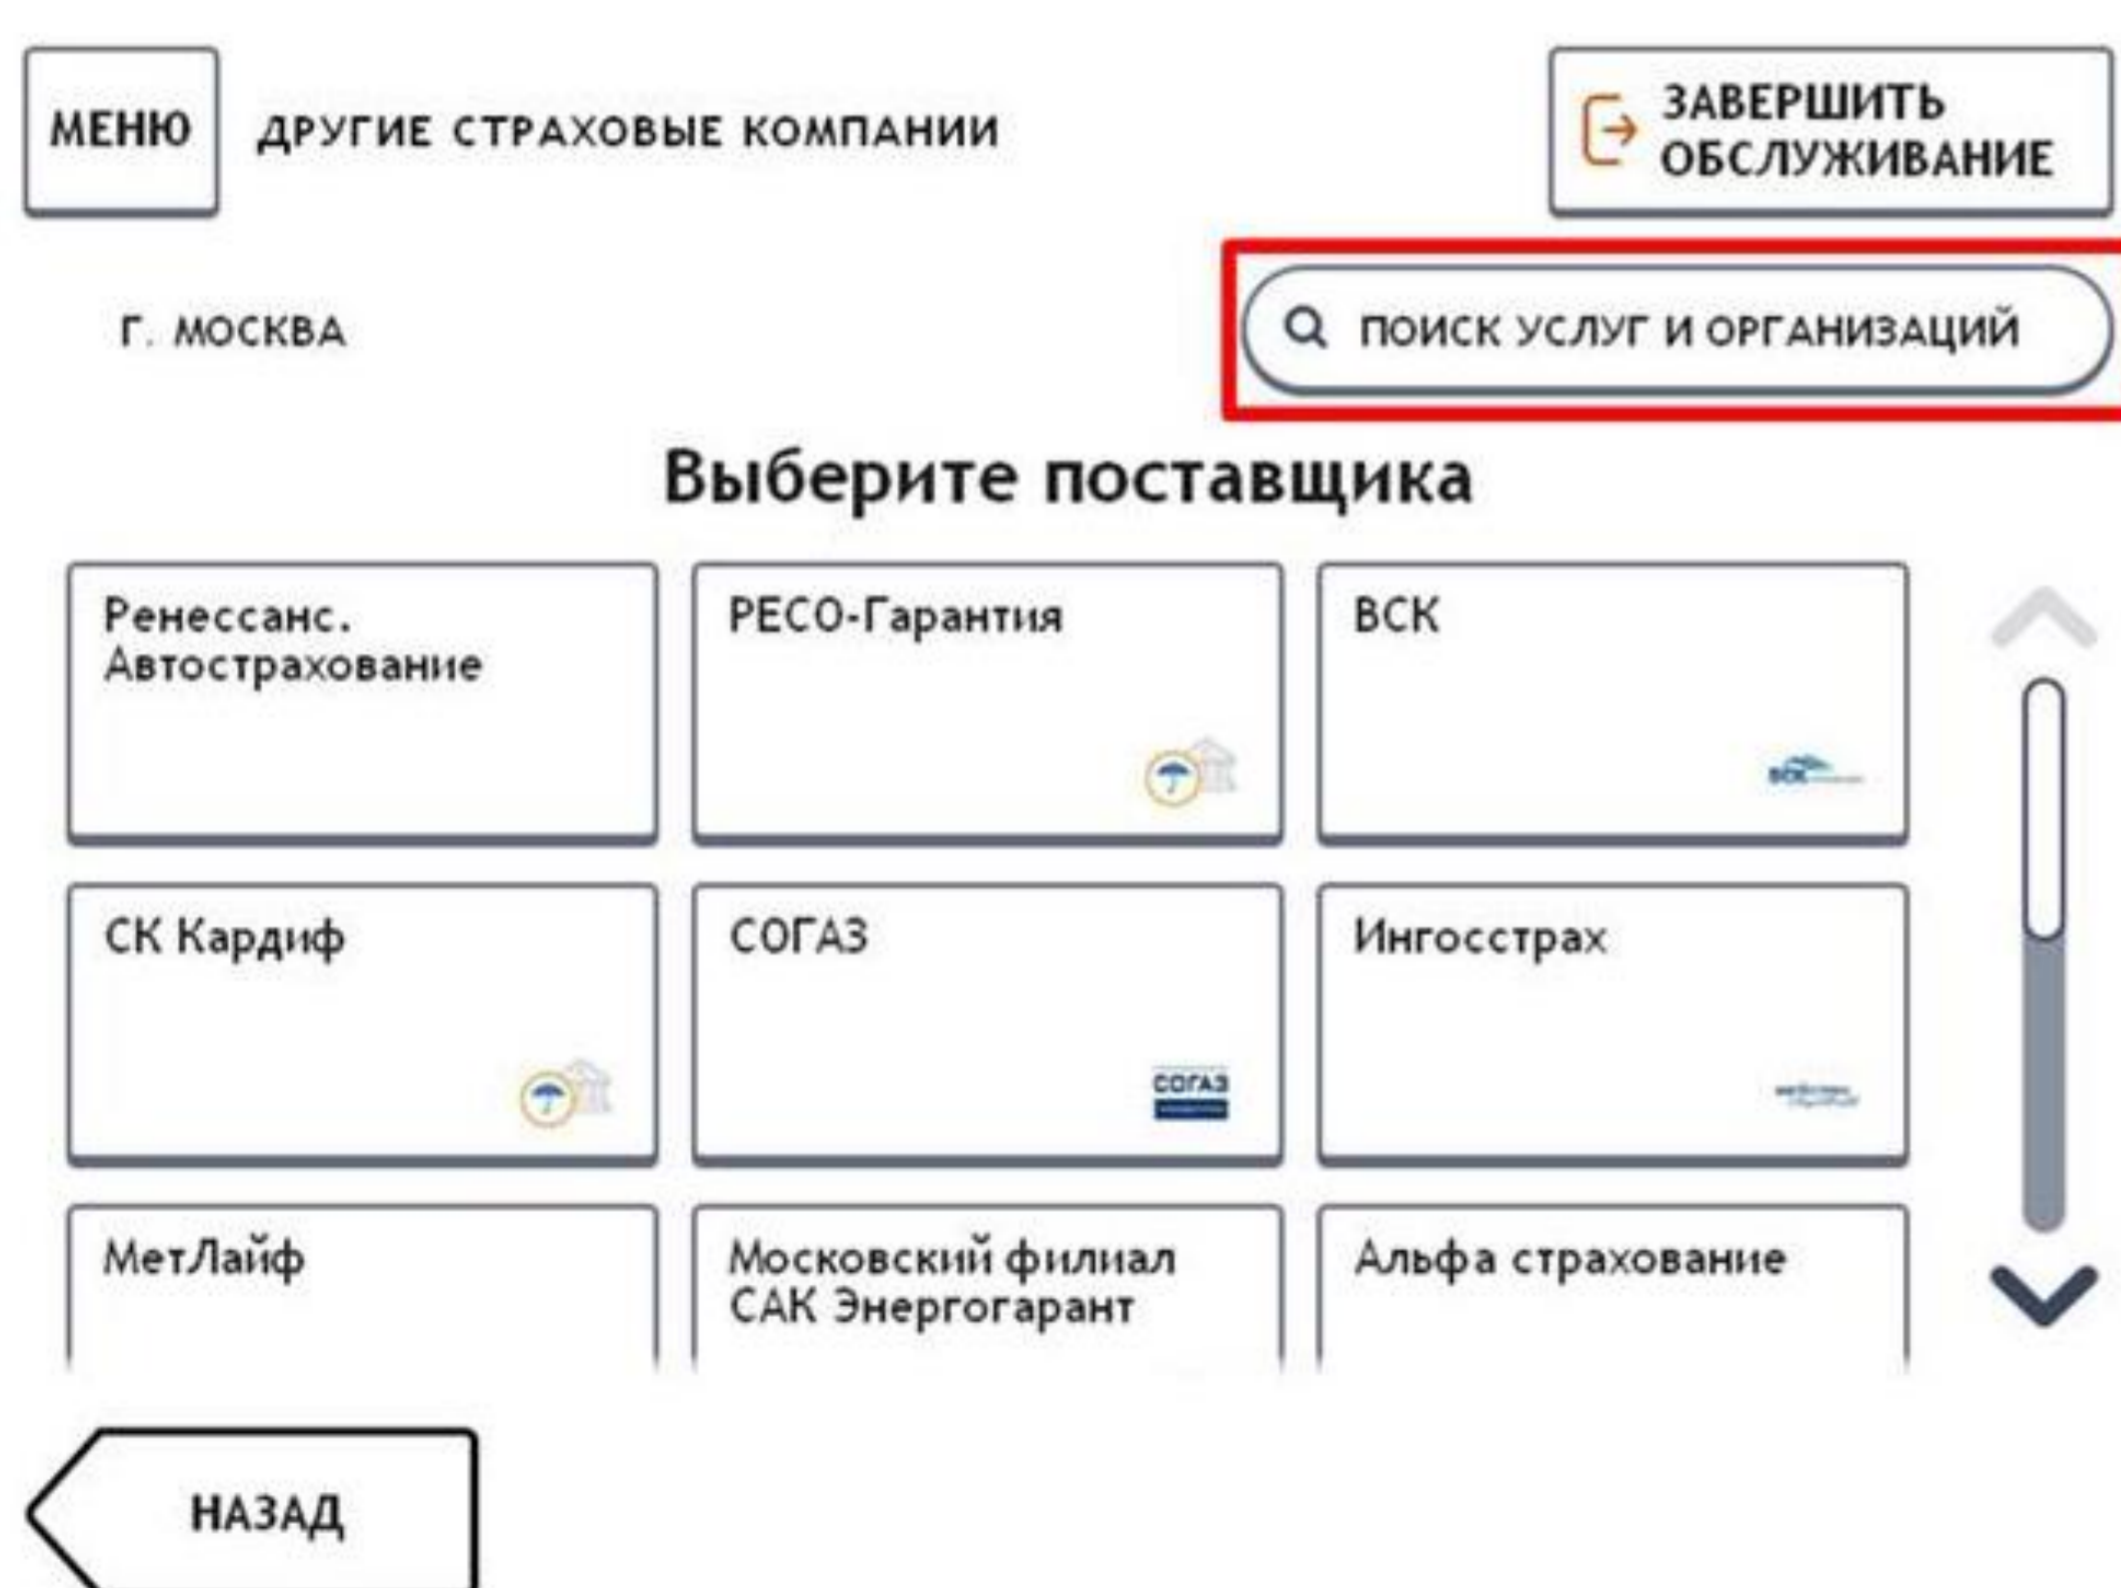 МЕНЮ
ДРУГИЕ СТРАХОВЫЕ КОМПАНИИ
ЗАВЕРШИТЬ
ОБСЛУЖИВАНИЕ
Г. МОСКВА
ПОИСК УСЛУГ И ОРГАНИЗАЦИЙ
Выберите поставщика
Ренессанс.
Автострахование
РЕСО-Гарантия
ВСК
ВСК
СК Кардиф
СОГАЗ
СОГАЗ
Ингосстрах
МетЛайф
Московский филиал
САК Энергогарант
Альфа страхование
НАЗАД